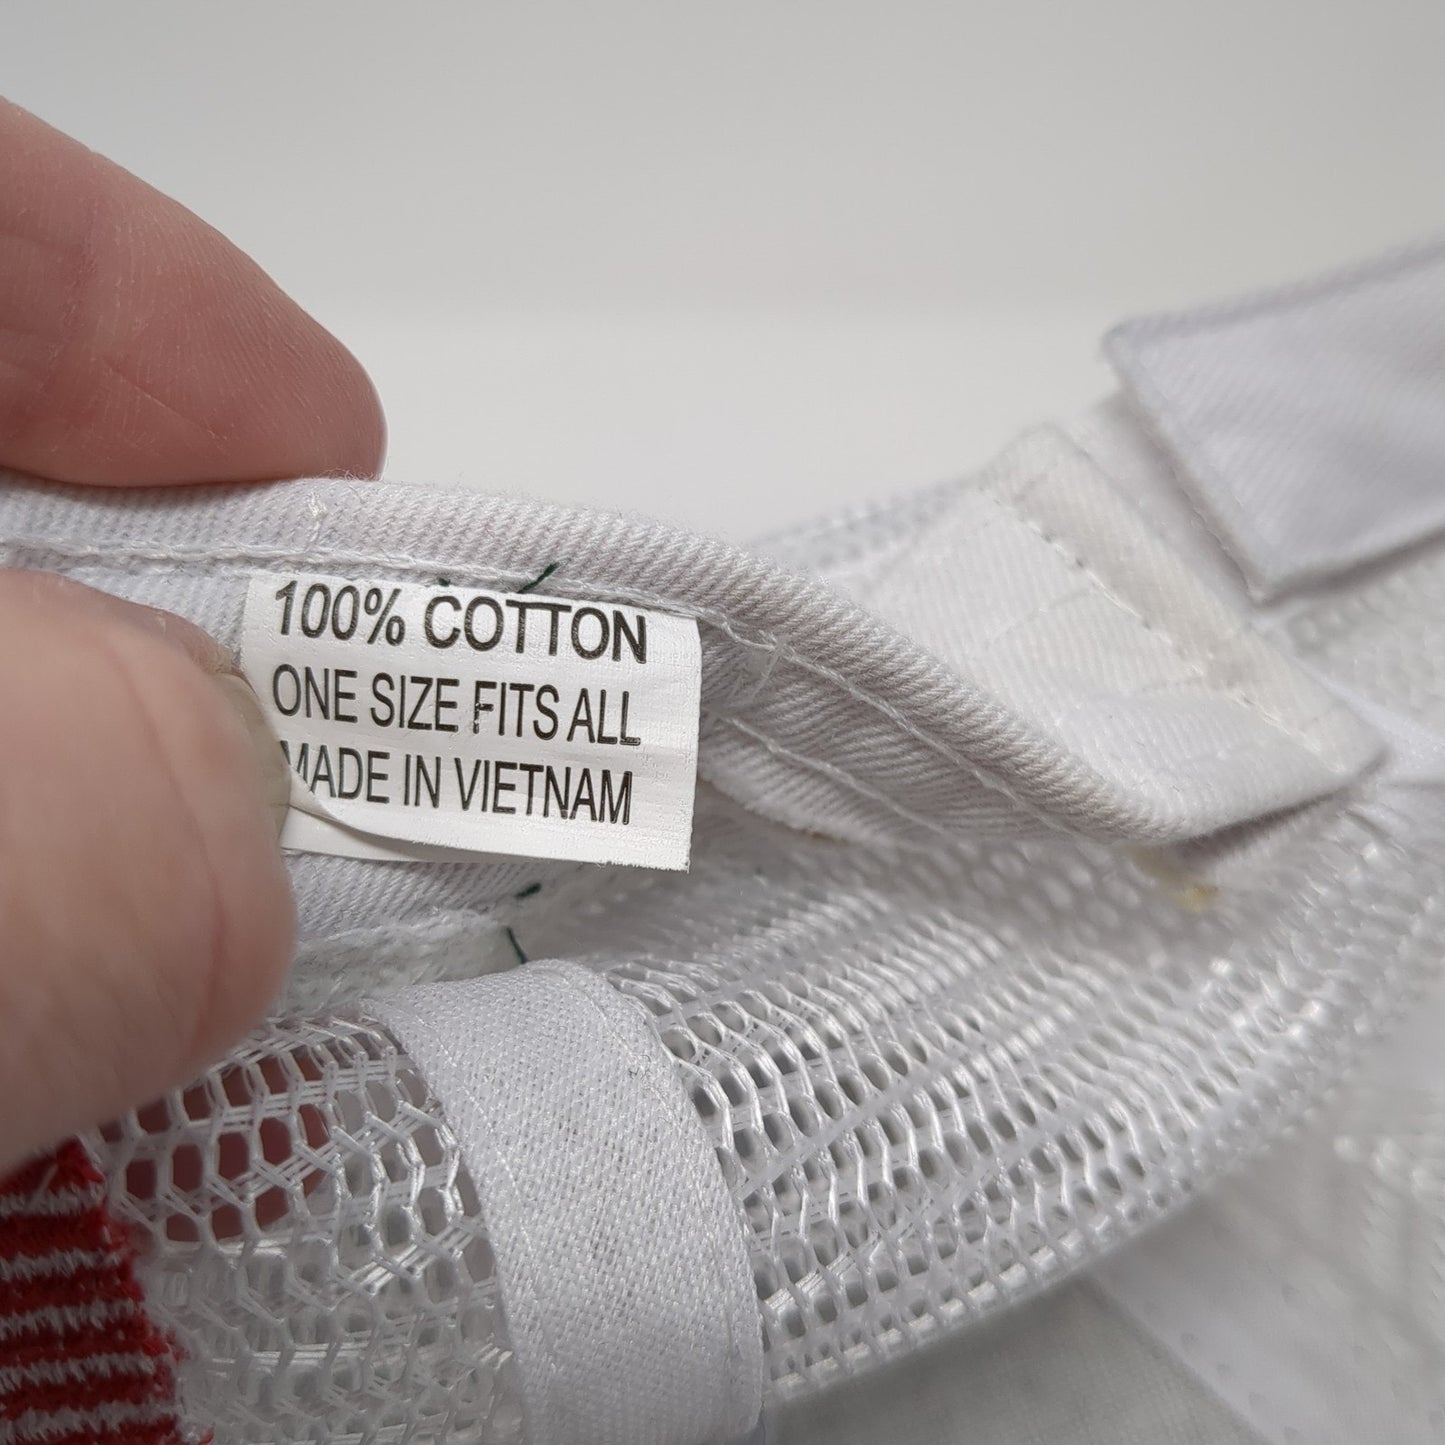 100% COTTON
ONE SIZE FITS ALL
MADE IN VIETNAM